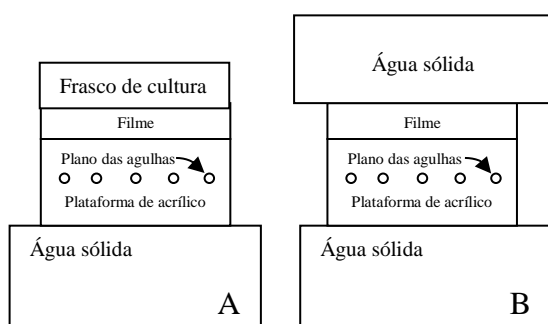 Frasco de cultura
Filme
Plano das agulhas
Plataforma de acrílico
Água sólida
A
Água sólida
Filme
Plano das agulhas
Plataforma de acrílico
Água sólida
B